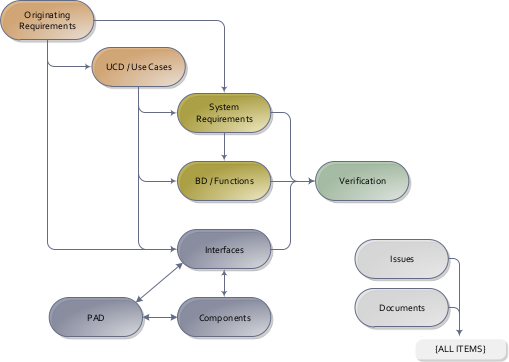 Originating
Requirements
UCD / Use Cases
System
Requirements
BD / Functions
Verification
Interfaces
Issues
PAD
Components
Documents
[ALL ITEMS]